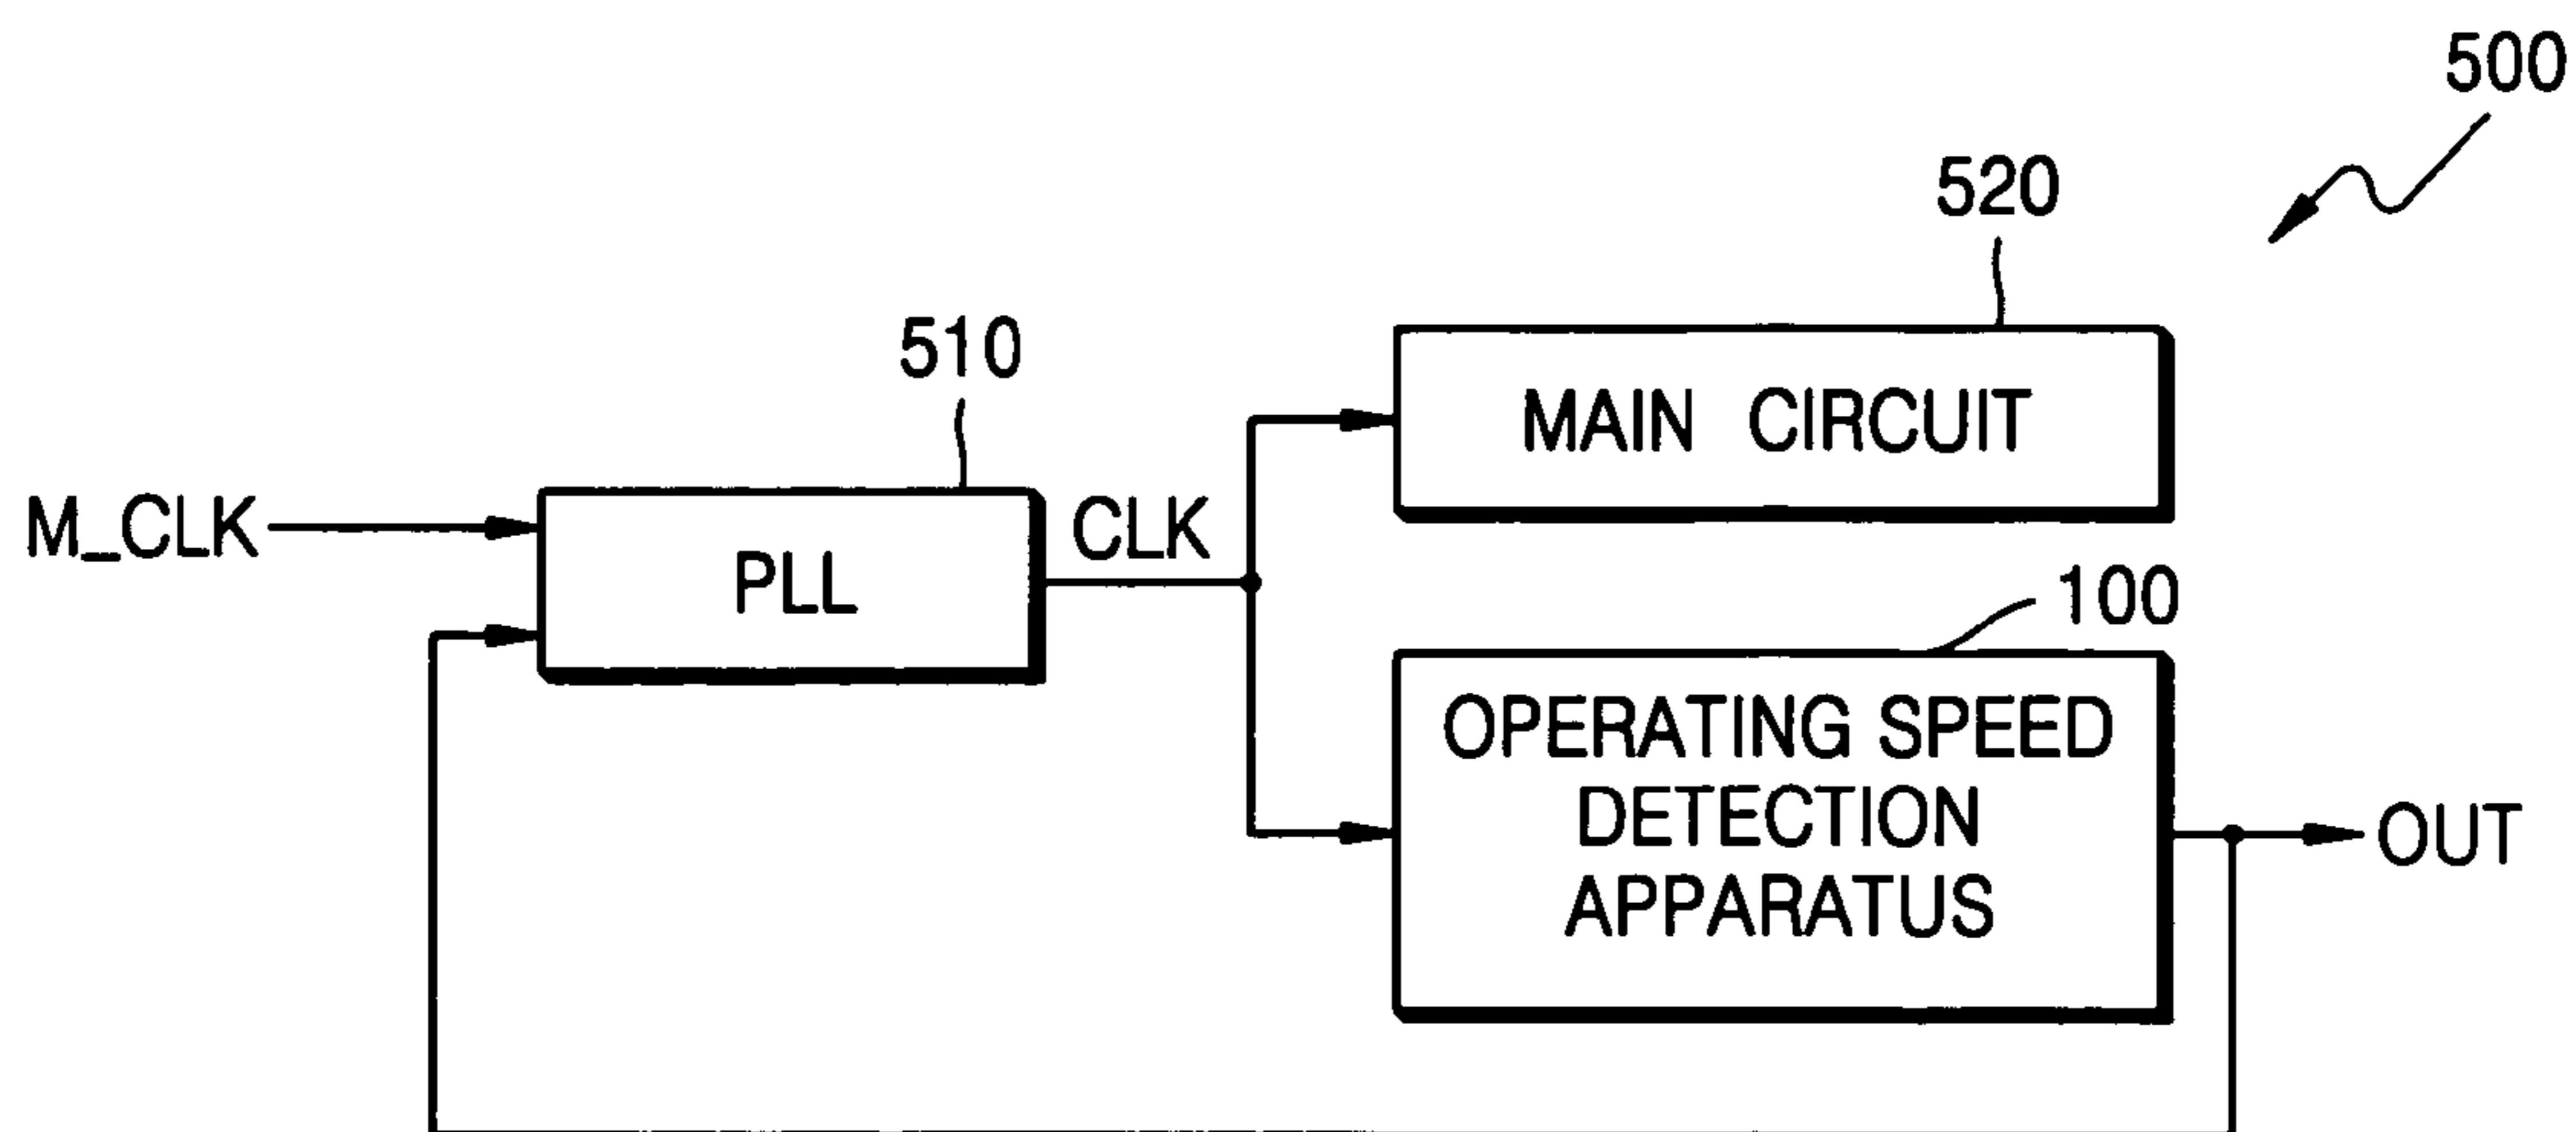 500
520
510
MAIN CIRCUIT
M_CLK
CLK
PLL
100
OPERATING SPEED
DETECTION
APPARATUS
OUT